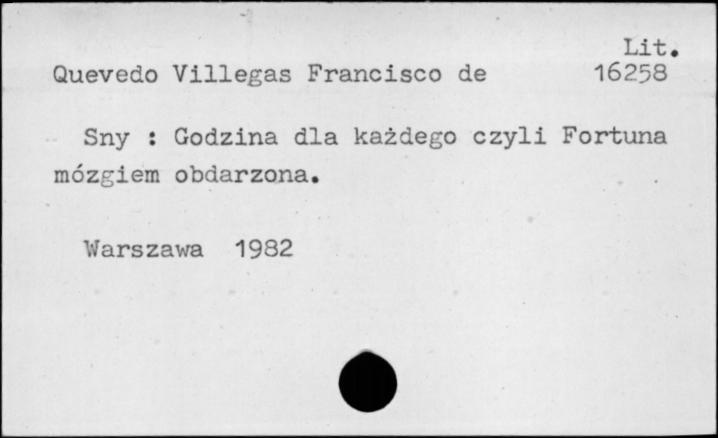 Lit.
Quevedo Villegas Francisco de 16258
Sny : Godzina dla każdego czyli Fortuna
mózgiem obdarzona.
Warszawa 1982